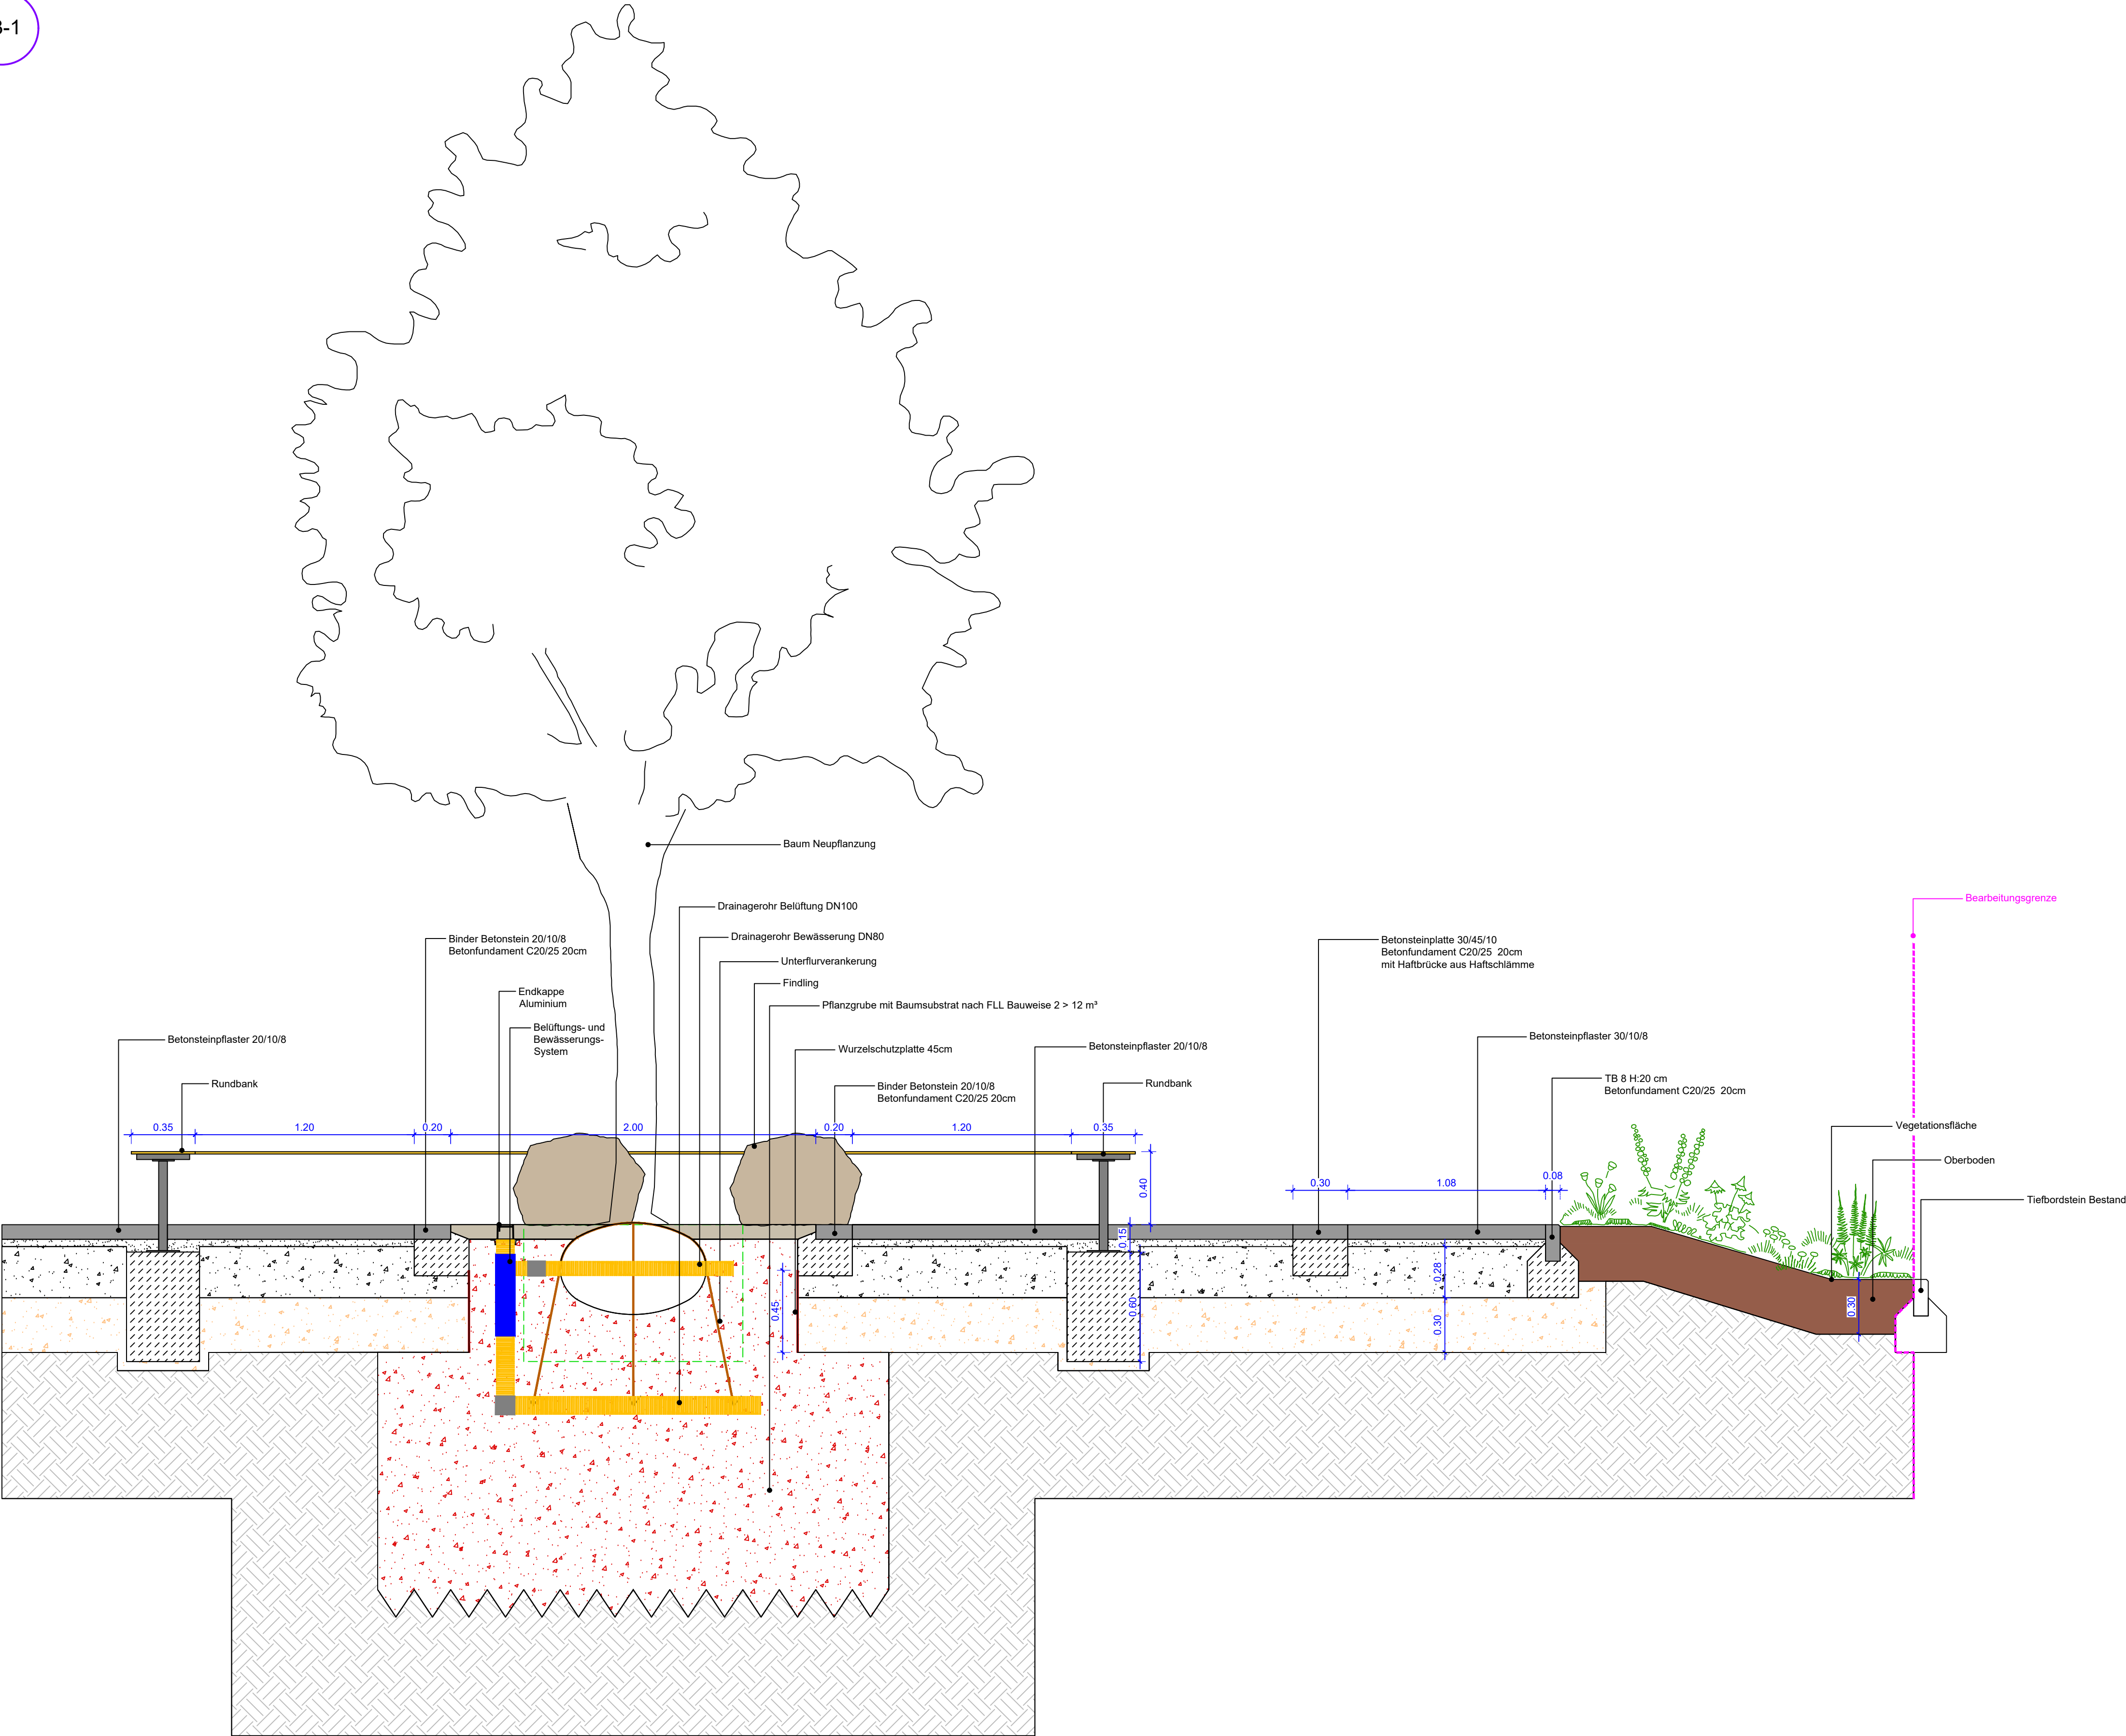 3-1
Baum Neupflanzung
Drainagerohr Belüftung DN100
Drainagerohr Bewässerung DN80
Unterflurverankerung
Findling
Pflanzgrube mit Baumsubstrat nach FLL Bauweise 2 > 12 m³
Wurzelschutzplatte 45cm
Binder Betonstein 20/10/8
Betonfundament C20/25 20cm
Endkappe
Aluminium
Belüftungs- und
Bewässerungs-
System
Betonsteinpflaster 20/10/8
Rundbank
Binder Betonstein 20/10/8
Betonfundament C20/25 20cm
Betonsteinpflaster 20/10/8
Rundbank
Betonsteinplatte 30/45/10
Betonfundament C20/25 20cm
mit Haftbrücke aus Haftschlämme
Betonsteinpflaster 30/10/8
TB 8 H:20 cm
Betonfundament C20/25 20cm
Bearbeitungsgrenze
Vegetationsfläche
Oberboden
Tiefbordstein Bestand
0.35
1.20
0.20
2.00
0.20
1.20
0.35
0.40
0.15
0.60
0.45
0.30
1.08
0.08
0.28
0.30
0.30